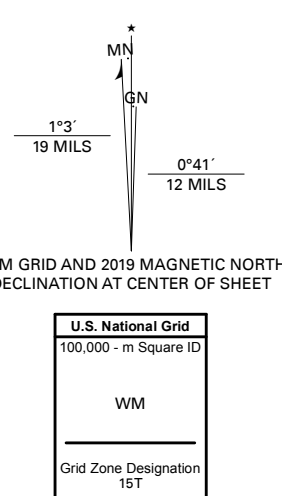 ★
MN
GN
1°3´
19 MILS
0°41´
12 MILS
M GRID AND 2019 MAGNETIC NORTH
DECLINATION AT CENTER OF SHEET
U.S. National Grid
100,000 - m Square ID
WM
Grid Zone Designation
15T